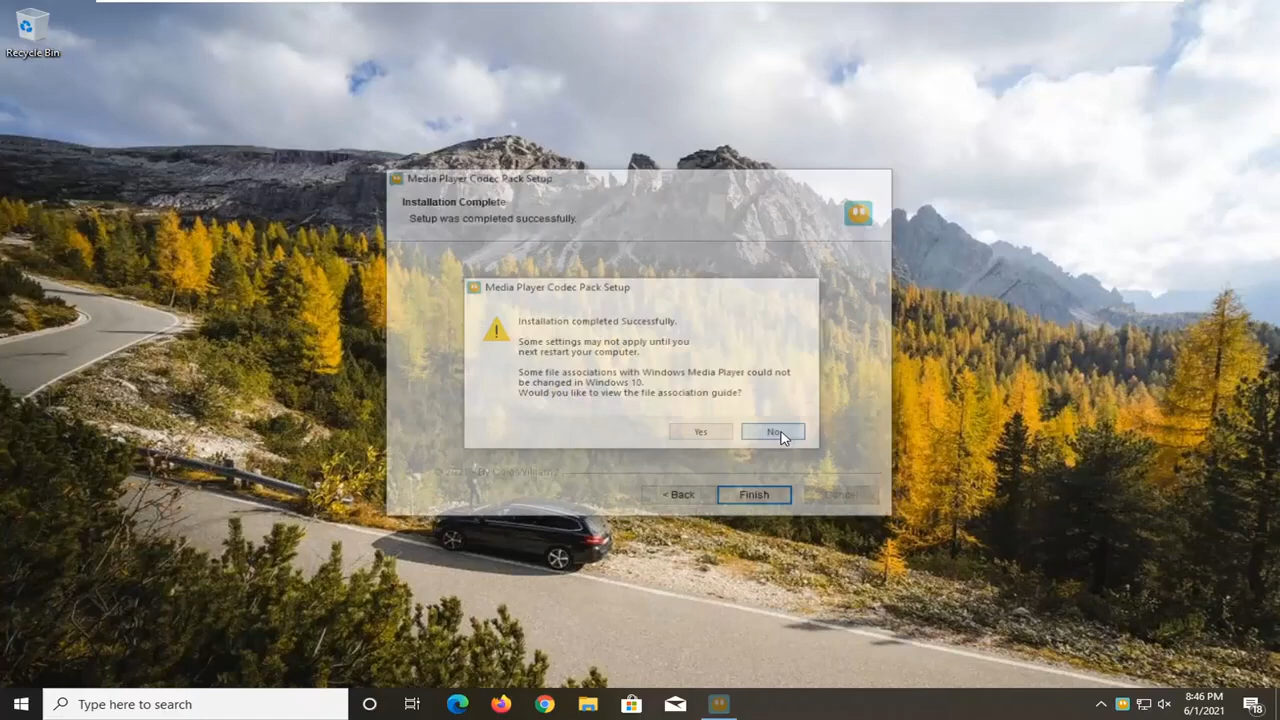 Recycle Bin
Media Player Codec Pack Setup
Installation Complete
Setup was completed successfully.
Media Player Codec Pack Setup
Installation completed Successfully.
Some settings may not apply until you
next restart your computer.
Some file associations with Windows Media Player could not
be changed in Windows 10.
Would you like to view the file association guide?
Yes
No
< Back
Finish
Cancel
Type here to search
8:46 PM
6/1/2021
18